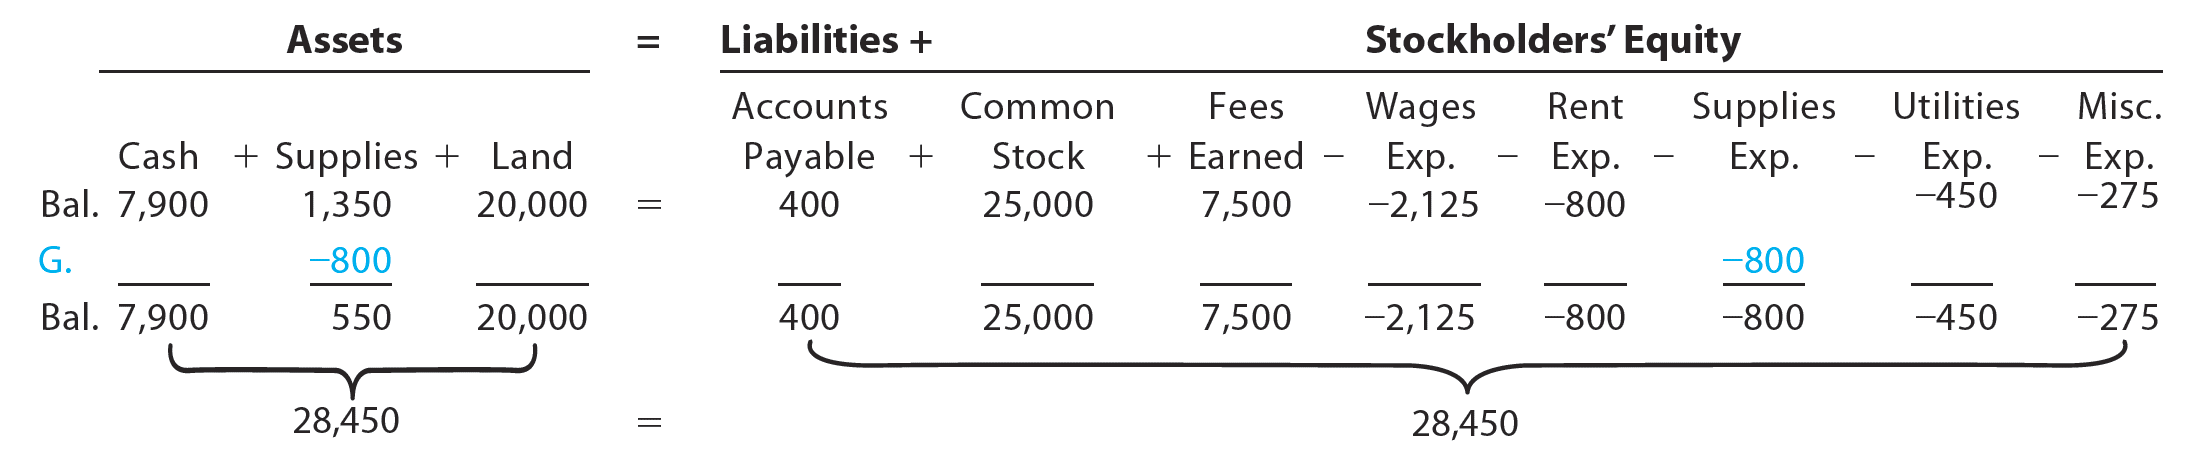 Assets = Liabilities + Stockholders’ Equity
Accounts Common Fees Wages Rent Supplies Utilities Misc.
Cash + Supplies + Land Payable + Stock + Earned − Exp. − Exp. − Exp. − Exp. − Exp.
Bal. 7,900 1,350 20,000 = 400 25,000 7,500 −2,125 −800 −450 −275
G. −800 −800
Bal. 7,900 550 20,000 400 25,000 7,500 −2,125 −800 −800 −450 −275
28,450 = 28,450